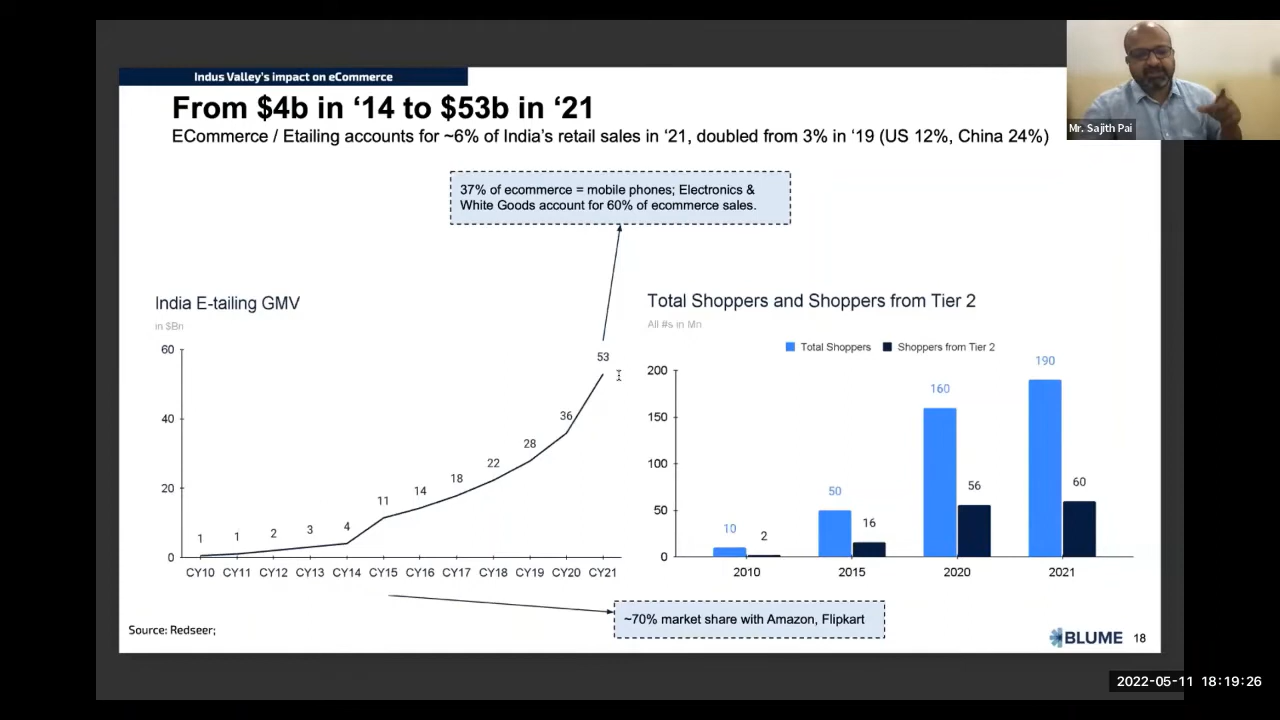 Indus Valley's impact on eCommerce
From $4b in ‘14 to $53b in ‘21
ECommerce / Etailing accounts for ~6% of India's retail sales in ‘21, doubled from 3% in ‘19 (US 12%, China 24%)
Mr. Sajith Pai
37% of ecommerce = mobile phones; Electronics &
White Goods account for 60% of ecommerce sales.
India E-tailing GMV
in $Bn
60
40
20
0
1
1
2
3
4
11
14
18
22
28
36
53
CY10 CY11 CY12 CY13 CY14 CY15 CY16 CY17 CY18 CY19 CY20 CY21
Total Shoppers and Shoppers from Tier 2
All #s in Mn
Total Shoppers Shoppers from Tier 2
200
150
100
50
0
10
2
50
16
160
56
190
60
2010 2015 2020 2021
~70% market share with Amazon, Flipkart
Source: Redseer;
BLUME 18
2022-05-11 18:19:26